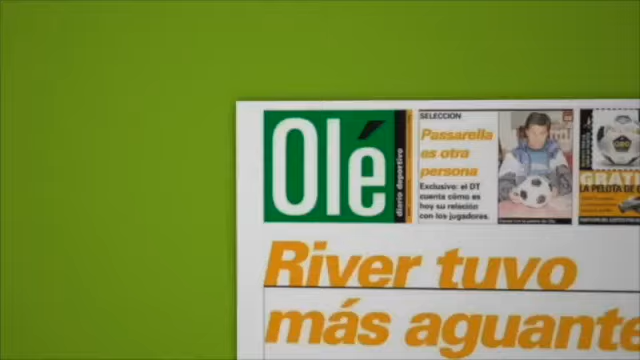 Olé
diario deportivo
SELECCION
Passarella
es otra
persona
Exclusivo: el DT
cuenta cómo es
hoy su relación
con los jugadores.
GRATIS
LA PELOTA DE
River tuvo
más aguante